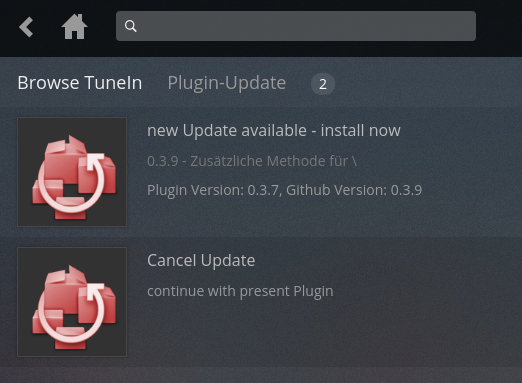 Browse TuneIn Plugin-Update 2
new Update available - install now
0.3.9 - Zusätzliche Methode für \
Plugin Version: 0.3.7, Github Version: 0.3.9
Cancel Update
continue with present Plugin